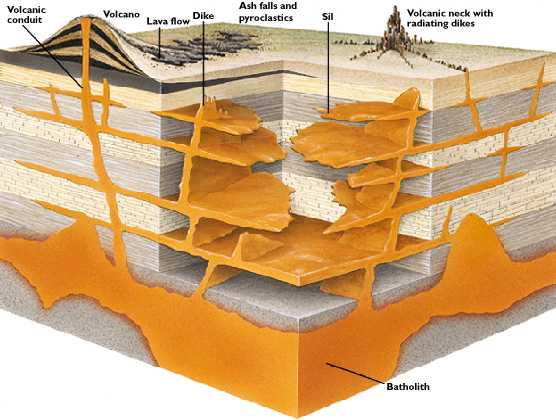 Volcanic
conduit
Volcano
Lava flow
Dike
Ash falls and
pyroclastics
Sil
Volcanic neck with
radiating dikes
Batholith